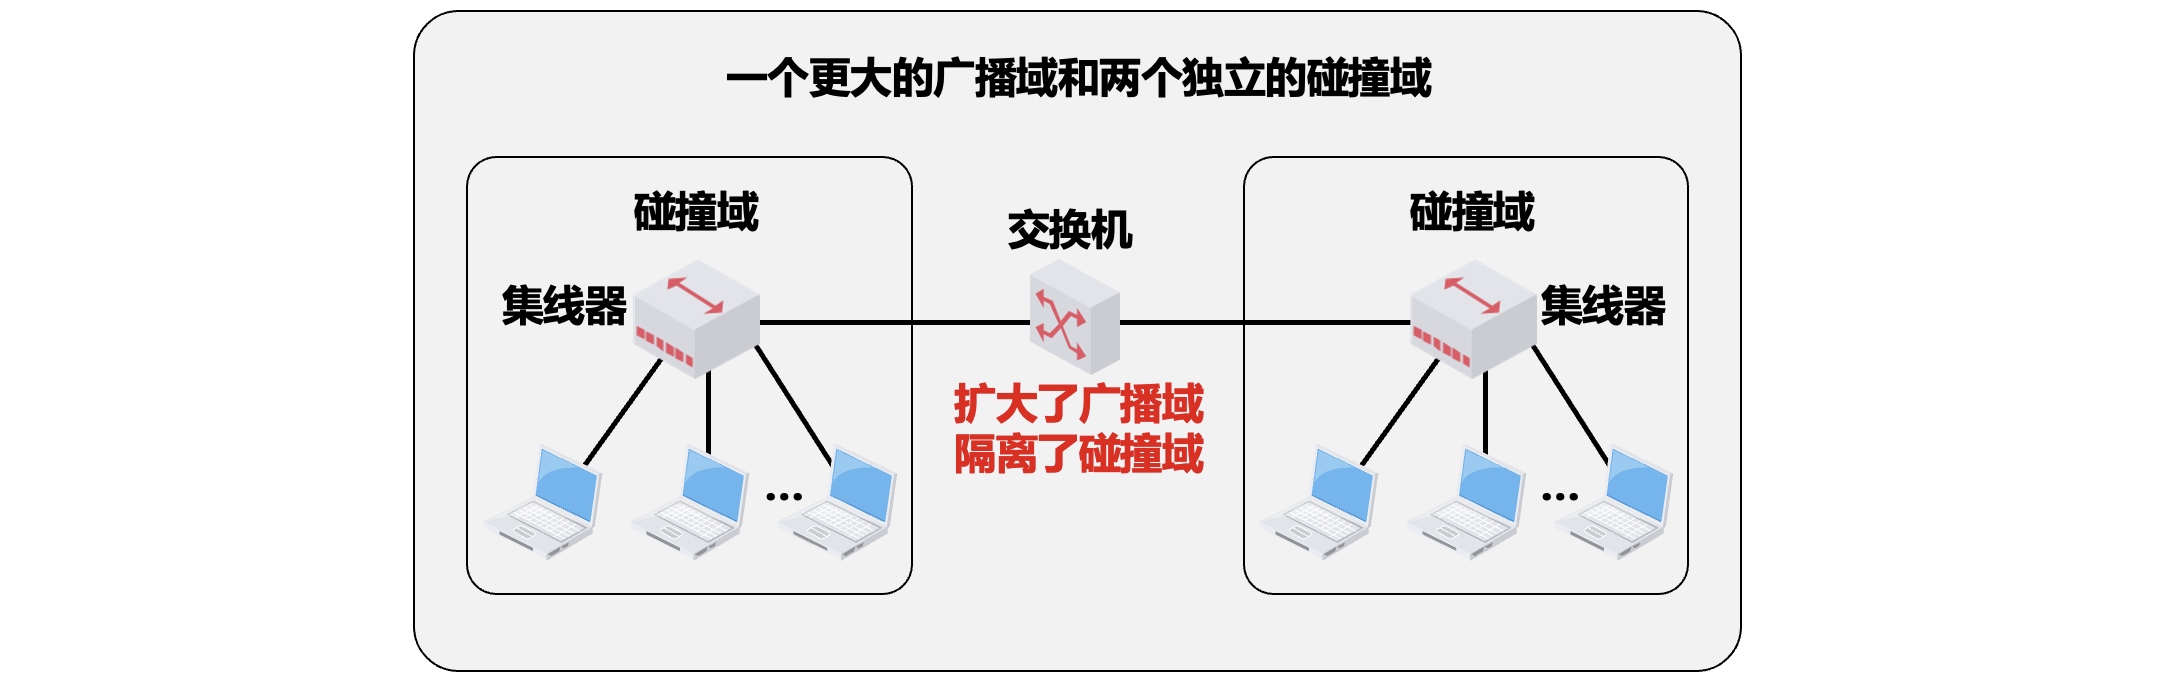 一个更大的广播域和两个独立的碰撞域
碰撞域
集线器
...
交换机
扩大了广播域
隔离了碰撞域
碰撞域
集线器
...